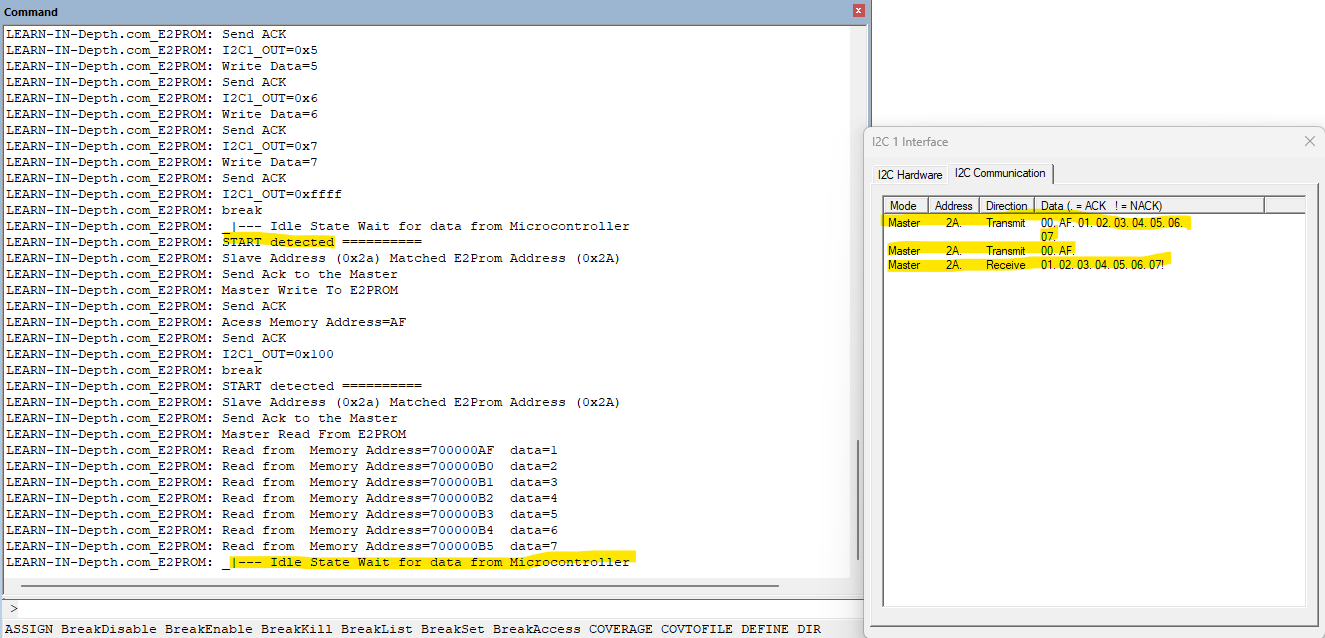 Command
LEARN-IN-Depth.com_E2PROM: Send ACK
LEARN-IN-Depth.com_E2PROM: I2C1_OUT=0x5
LEARN-IN-Depth.com_E2PROM: Write Data=5
LEARN-IN-Depth.com_E2PROM: Send ACK
LEARN-IN-Depth.com_E2PROM: I2C1_OUT=0x6
LEARN-IN-Depth.com_E2PROM: Write Data=6
LEARN-IN-Depth.com_E2PROM: Send ACK
LEARN-IN-Depth.com_E2PROM: I2C1_OUT=0x7
LEARN-IN-Depth.com_E2PROM: Write Data=7
LEARN-IN-Depth.com_E2PROM: Send ACK
LEARN-IN-Depth.com_E2PROM: I2C1_OUT=0xffff
LEARN-IN-Depth.com_E2PROM: break
LEARN-IN-Depth.com_E2PROM: _|--- Idle State Wait for data from Microcontroller
LEARN-IN-Depth.com_E2PROM: START detected ==========
LEARN-IN-Depth.com_E2PROM: Slave Address (0x2a) Matched E2Prom Address (0x2A)
LEARN-IN-Depth.com_E2PROM: Send Ack to the Master
LEARN-IN-Depth.com_E2PROM: Master Write To E2PROM
LEARN-IN-Depth.com_E2PROM: Send ACK
LEARN-IN-Depth.com_E2PROM: Acess Memory Address=AF
LEARN-IN-Depth.com_E2PROM: Send ACK
LEARN-IN-Depth.com_E2PROM: I2C1_OUT=0x100
LEARN-IN-Depth.com_E2PROM: break
LEARN-IN-Depth.com_E2PROM: START detected ==========
LEARN-IN-Depth.com_E2PROM: Slave Address (0x2a) Matched E2Prom Address (0x2A)
LEARN-IN-Depth.com_E2PROM: Send Ack to the Master
LEARN-IN-Depth.com_E2PROM: Master Read From E2PROM
LEARN-IN-Depth.com_E2PROM: Read from  Memory Address=700000AF  data=1
LEARN-IN-Depth.com_E2PROM: Read from  Memory Address=700000B0  data=2
LEARN-IN-Depth.com_E2PROM: Read from  Memory Address=700000B1  data=3
LEARN-IN-Depth.com_E2PROM: Read from  Memory Address=700000B2  data=4
LEARN-IN-Depth.com_E2PROM: Read from  Memory Address=700000B3  data=5
LEARN-IN-Depth.com_E2PROM: Read from  Memory Address=700000B4  data=6
LEARN-IN-Depth.com_E2PROM: Read from  Memory Address=700000B5  data=7
LEARN-IN-Depth.com_E2PROM: _|--- Idle State Wait for data from Microcontroller
>
ASSIGN BreakDisable BreakEnable BreakKill BreakList BreakSet BreakAccess COVERAGE COVTOFILE DEFINE DIR
I2C 1 Interface
I2C Hardware I2C Communication
Mode Address Direction Data (. = ACK ! = NACK)
Master 2A. Transmit 00. AF. 01. 02. 03. 04. 05. 06.
07.
Master 2A. Transmit 00. AF.
Master 2A. Receive 01. 02. 03. 04. 05. 06. 07!